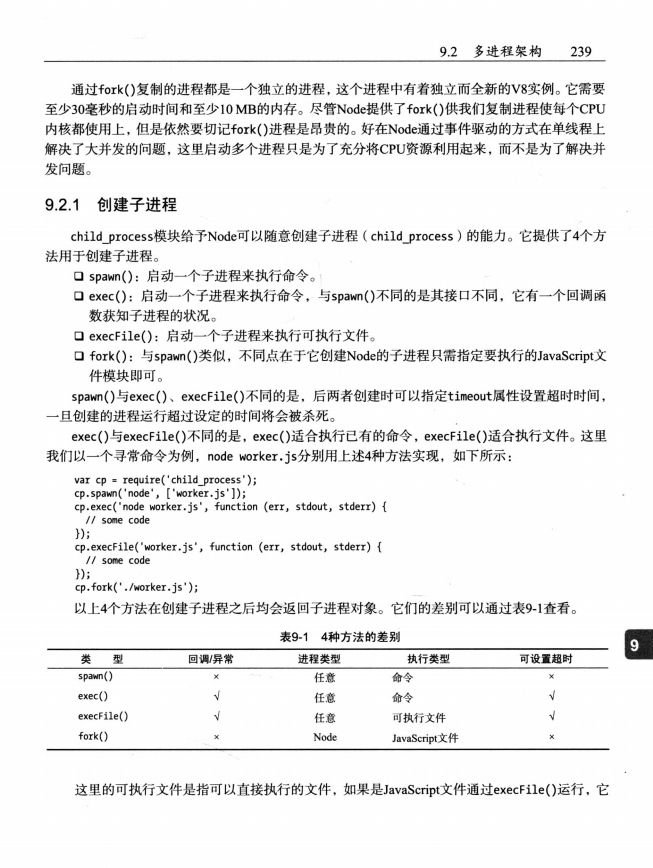 9.2 多进程架构 239
通过fork()复制的进程都是一个独立的进程，这个进程中有着独立而全新的V8实例。它需要
至少30毫秒的启动时间和至少10 MB的内存。尽管Node提供了fork()供我们复制进程使每个CPU
内核都使用上，但是依然要切记fork()进程是昂贵的。好在Node通过事件驱动的方式在单线程上
解决了大并发的问题，这里启动多个进程只是为了充分将CPU资源利用起来，而不是为了解决并
发问题。
9.2.1 创建子进程
child_process模块给予Node可以随意创建子进程（child_process）的能力。它提供了4个方
法用于创建子进程。
❑ spawn()：启动一个子进程来执行命令。
❑ exec()：启动一个子进程来执行命令，与spawn()不同的是其接口不同，它有一个回调函
数获知子进程的状况。
❑ execFile()：启动一个子进程来执行可执行文件。
❑ fork()：与spawn()类似，不同点在于它创建Node的子进程只需指定要执行的JavaScript文
件模块即可。
spawn()与exec()、execFile()不同的是，后两者创建时可以指定timeout属性设置超时时间，
一旦创建的进程运行超过设定的时间将会被杀死。
exec()与execFile()不同的是，exec()适合执行已有的命令，execFile()适合执行文件。这里
我们以一个寻常命令为例，node worker.js分别用上述4种方法实现，如下所示：
var cp = require('child_process');
cp.spawn('node', ['worker.js']);
cp.exec('node worker.js', function (err, stdout, stderr) {
// some code
});
cp.execFile('worker.js', function (err, stdout, stderr) {
// some code
});
cp.fork('./worker.js');
以上4个方法在创建子进程之后均会返回子进程对象。它们的差别可以通过表9-1查看。
表9-1 4种方法的差别
9
类 型 回调/异常 进程类型 执行类型 可设置超时
spawn() × 任意 命令 ×
exec() √ 任意 命令 √
execFile() √ 任意 可执行文件 √
fork() × Node JavaScript文件 ×
这里的可执行文件是指可以直接执行的文件，如果是JavaScript文件通过execFile()运行，它